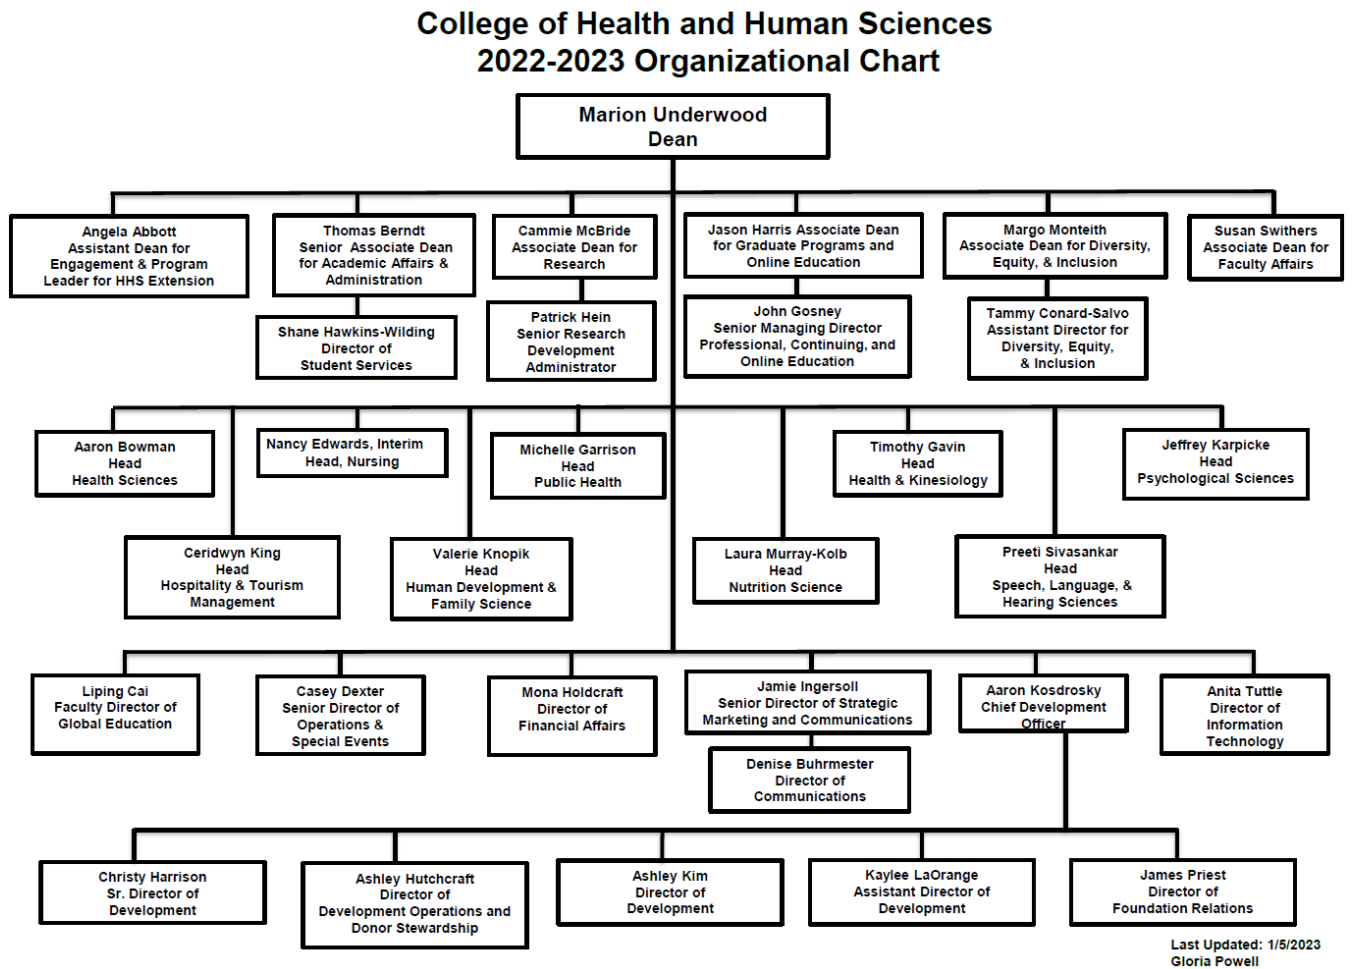 College of Health and Human Sciences
2022-2023 Organizational Chart
Marion Underwood
Dean
Angela Abbott
Assistant Dean for
Engagement & Program
Leader for HHS Extension
Thomas Berndt
Senior Associate Dean
for Academic Affairs &
Administration
Cammie McBride
Associate Dean for
Research
Jason Harris Associate Dean
for Graduate Programs and
Online Education
Margo Monteith
Associate Dean for Diversity,
Equity, & Inclusion
Susan Swithers
Associate Dean for
Faculty Affairs
Shane Hawkins-Wilding
Director of
Student Services
Patrick Hein
Senior Research
Development
Administrator
John Gosney
Senior Managing Director
Professional, Continuing, and
Online Education
Tammy Conard-Salvo
Assistant Director for
Diversity, Equity,
& Inclusion
Aaron Bowman
Head
Health Sciences
Nancy Edwards, Interim
Head, Nursing
Michelle Garrison
Head
Public Health
Timothy Gavin
Head
Health & Kinesiology
Jeffrey Karpicke
Head
Psychological Sciences
Ceridwyn King
Head
Hospitality & Tourism
Management
Valerie Knopik
Head
Human Development &
Family Science
Laura Murray-Kolb
Head
Nutrition Science
Preeti Sivasankar
Head
Speech, Language, &
Hearing Sciences
Liping Cai
Faculty Director of
Global Education
Casey Dexter
Senior Director of
Operations &
Special Events
Mona Holdcraft
Director of
Financial Affairs
Jamie Ingersoll
Senior Director of Strategic
Marketing and Communications
Aaron Kosdrosky
Chief Development
Officer
Anita Tuttle
Director of
Information
Technology
Denise Buhrmester
Director of
Communications
Christy Harrison
Sr. Director of
Development
Ashley Hutchcraft
Director of
Development Operations and
Donor Stewardship
Ashley Kim
Director of
Development
Kaylee LaOrange
Assistant Director of
Development
James Priest
Director of
Foundation Relations
Last Updated: 1/5/2023
Gloria Powell